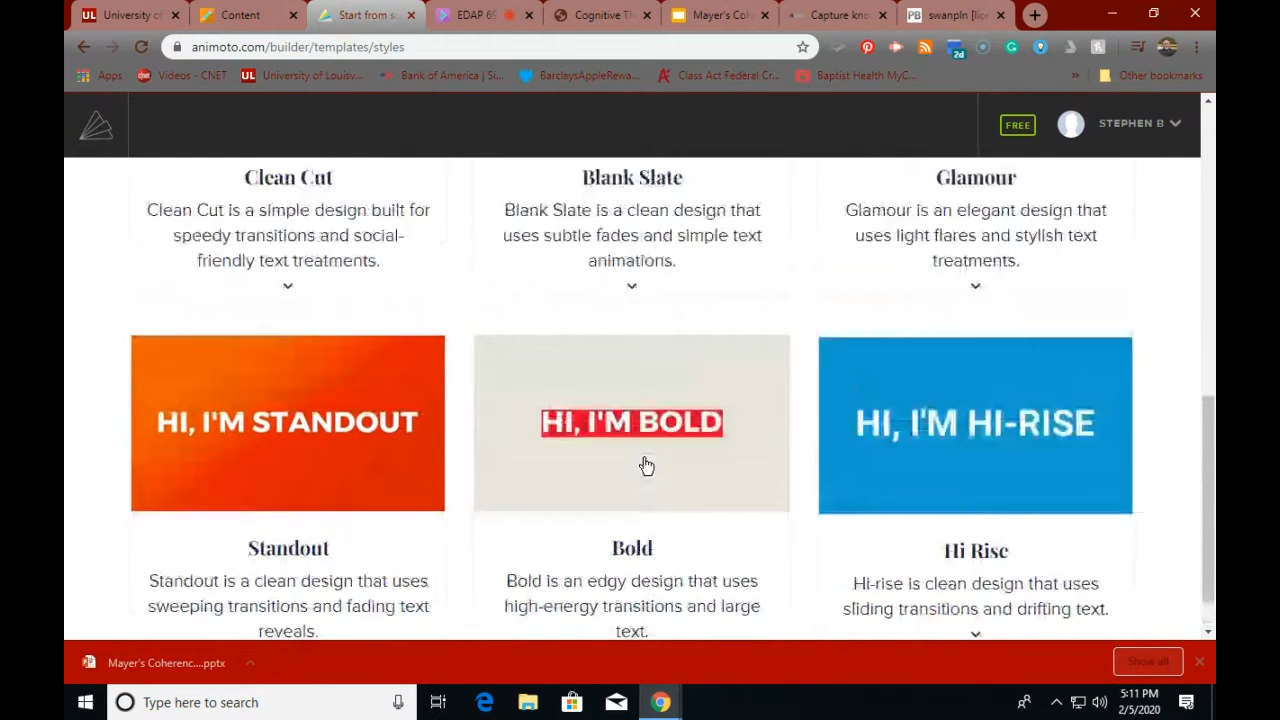 University of
Content
Start from sc
EDAP 69
Cognitive Th
Mayer's Coh
Capture kno
PB
swanpln [lice
animoto.com/builder/templates/styles
2d
Apps
cnet
Videos - CNET
UL
University of Louisv...
Bank of America | Si...
BarclaysAppleRewa...
Class Act Federal Cr...
Baptist Health MyC...
»
Other bookmarks
FREE
STEPHEN B
Clean Cut
Blank Slate
Glamour
Clean Cut is a simple design built for
speedy transitions and social-
friendly text treatments.
Blank Slate is a clean design that
uses subtle fades and simple text
animations.
Glamour is an elegant design that
uses light flares and stylish text
treatments.
HI, I'M STANDOUT
HI, I'M BOLD
HI, I'M HI-RISE
Standout
Bold
Hi Rise
Standout is a clean design that uses
sweeping transitions and fading text
reveals.
Bold is an edgy design that uses
high-energy transitions and large
text.
Hi-rise is clean design that uses
sliding transitions and drifting text.
Mayer's Coherenc....pptx
Show all
Type here to search
5:11 PM
2/5/2020